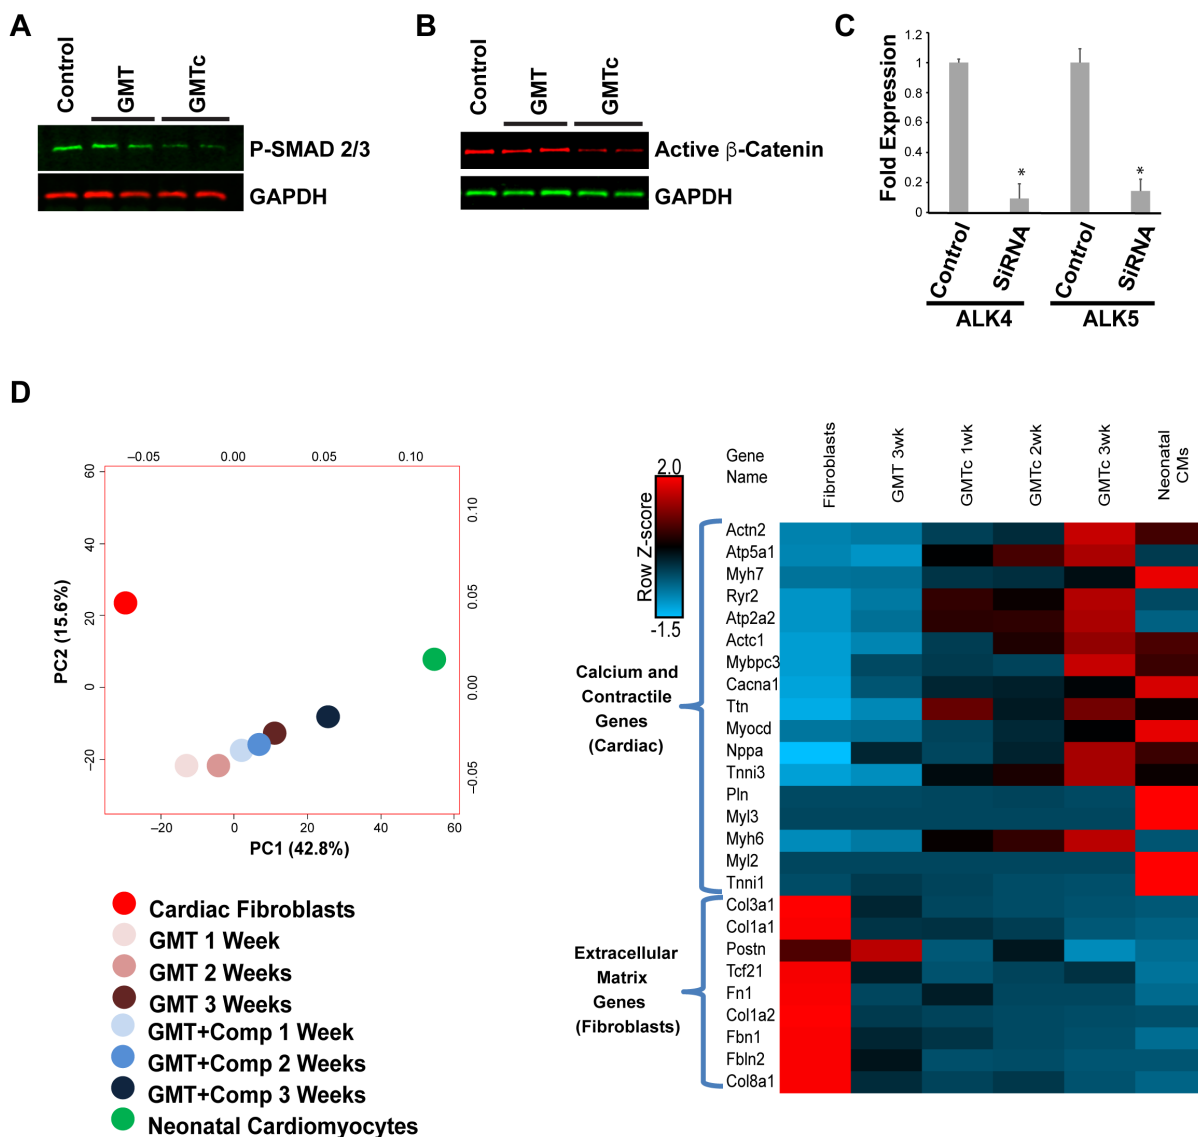 A
Control
GMT
GMTc
P-SMAD 2/3
GAPDH
B
Control
GMT
GMTc
Active β-Catenin
GAPDH
C
Fold Expression
1.2
1
0.8
0.6
0.4
0.2
0
*
*
Control
SiRNA
Control
SiRNA
ALK4
ALK5
D
−0.05
0.00
0.05
0.10
60
40
20
0
−20
0.10
0.05
0.00
−0.05
−20
0
20
40
60
PC2 (15.6%)
PC1 (42.8%)
Cardiac Fibroblasts
GMT 1 Week
GMT 2 Weeks
GMT 3 Weeks
GMT+Comp 1 Week
GMT+Comp 2 Weeks
GMT+Comp 3 Weeks
Neonatal Cardiomyocytes
Row Z-score
2.0
-1.5
Gene
Name
Fibroblasts
GMT 3wk
GMTc 1wk
GMTc 2wk
GMTc 3wk
Neonatal
CMs
Calcium and
Contractile
Genes
(Cardiac)
Actn2
Atp5a1
Myh7
Ryr2
Atp2a2
Actc1
Mybpc3
Cacna1
Ttn
Myocd
Nppa
Tnni3
Pln
Myl3
Myh6
Myl2
Tnni1
Extracellular
Matrix
Genes
(Fibroblasts)
Col3a1
Col1a1
Postn
Tcf21
Fn1
Col1a2
Fbn1
Fbln2
Col8a1